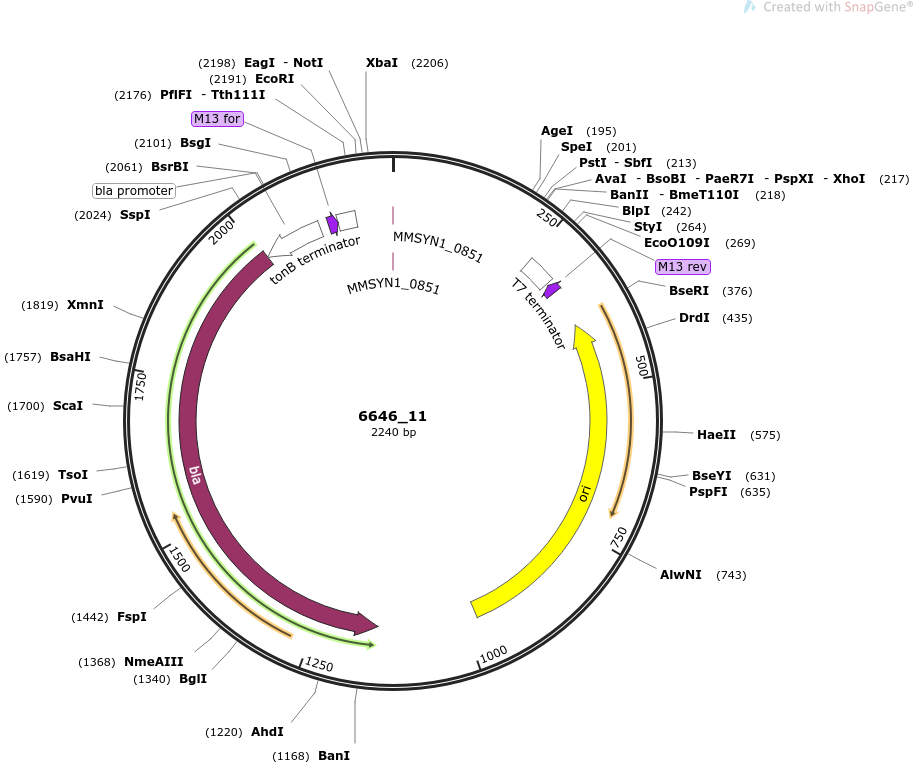 Created with SnapGene®
(2198) EagI - NotI
XbaI (2206)
(2191) EcoRI
(2176) PflFI - Tth111I
M13 for
(2101) BsgI
(2061) BsrBI
bla promoter
(2024) SspI
AgeI (195)
SpeI (201)
PstI - SbfI (213)
AvaI - BsoBI - PaeR7I - PspXI - XhoI (217)
BanII - BmeT110I (218)
BlpI (242)
StyI (264)
EcoO109I (269)
M13 rev
BseRI (376)
DrdI (435)
2000
250
tonB terminator
MMSYN1_0851
MMSYN1_0851
T7 terminator
(1819) XmnI
(1757) BsaHI
1750
500
(1700) ScaI
6646_11
2240 bp
HaeII (575)
(1619) TsoI
bla
BseYI (631)
PspFI (635)
(1590) PvuI
ori
1500
750
AlwNI (743)
(1442) FspI
(1368) NmeAIII
(1340) BglI
1250
1000
(1220) AhdI
(1168) BanI